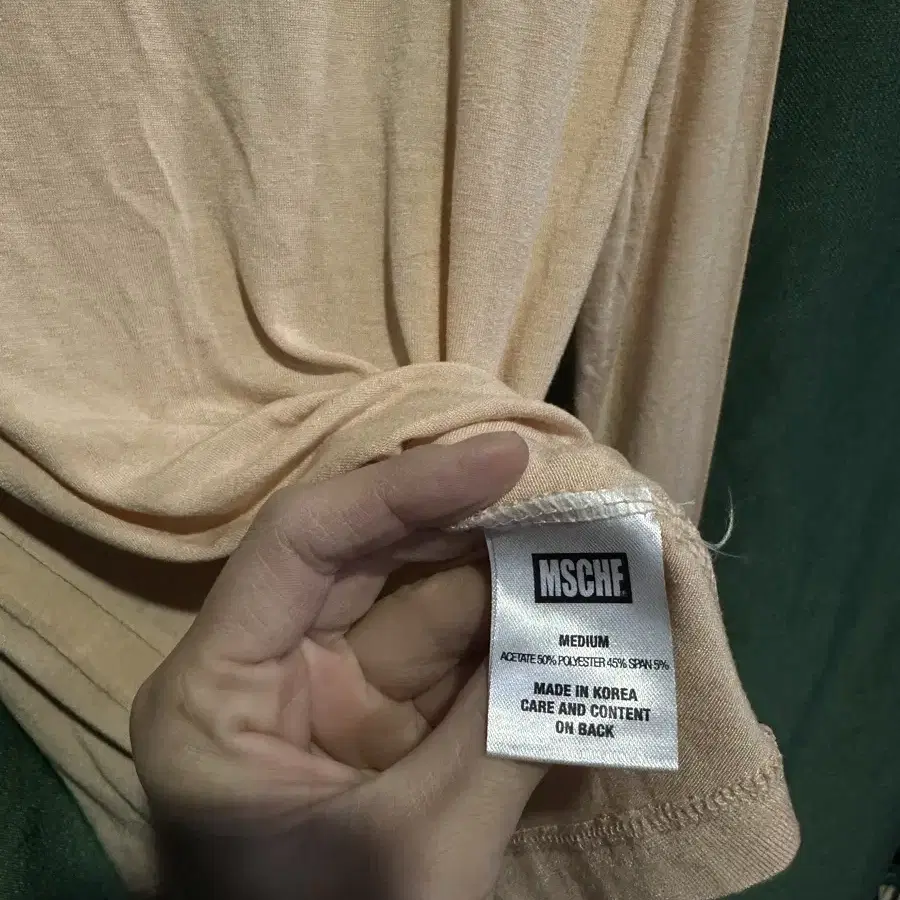 MSCHF
MEDIUM
ACETATE 50% POLYESTER 45% SPAN 5%
MADE IN KOREA
CARE AND CONTENT
ON BACK